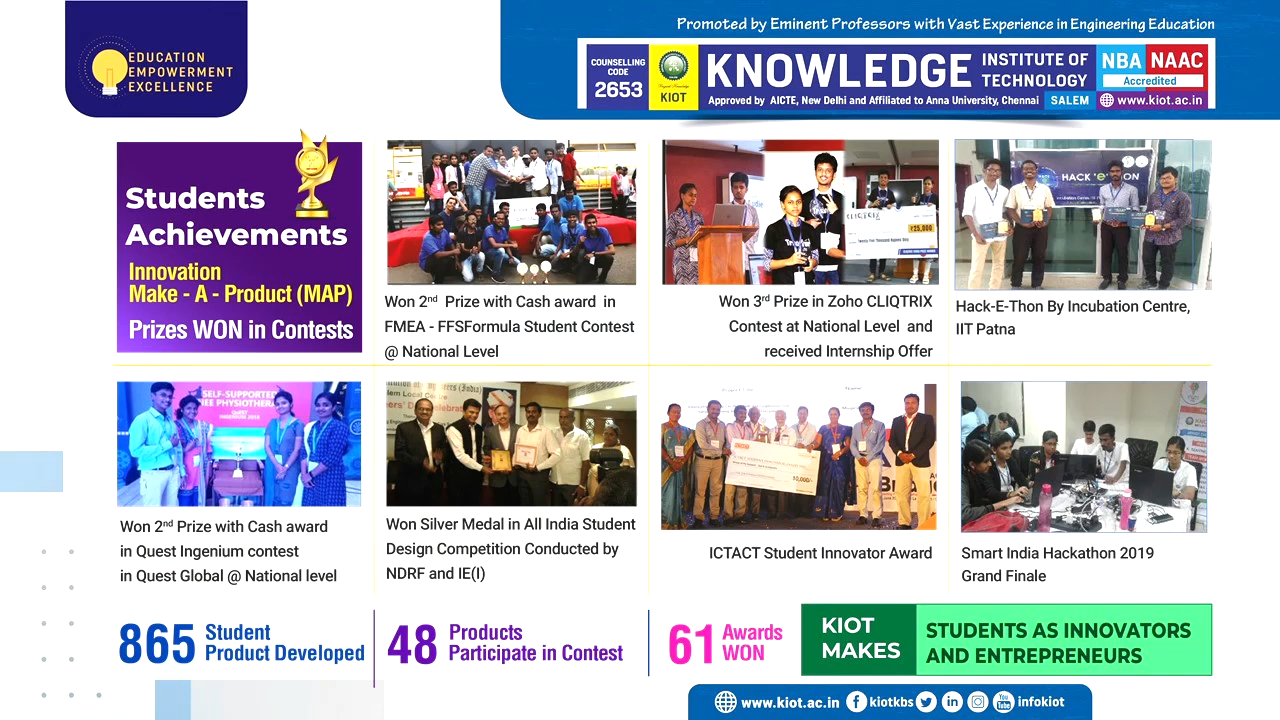 EDUCATION
EMPOWERMENT
EXCELLENCE
Promoted by Eminent Professors with Vast Experience in Engineering Education
COUNSELLING
CODE
2653
KIOT
KNOWLEDGE
INSTITUTE OF
TECHNOLOGY
NBA NAAC
Accredited
Approved by AICTE, New Delhi and Affiliated to Anna University, Chennai
SALEM
www.kiot.ac.in
Students
Achievements
Innovation
Make - A - Product (MAP)
Prizes WON in Contests
Won 2nd Prize with Cash award in
FMEA - FFSFormula Student Contest
@ National Level
CLIQTRIX
₹25,000
Won 3rd Prize in Zoho CLIQTRIX
Contest at National Level and
received Internship Offer
HACK 'e' THON
Hack-E-Thon By Incubation Centre,
IIT Patna
SELF-SUPPORTED
QUEST
INGENIUM 2018
Won 2nd Prize with Cash award
in Quest Ingenium contest
in Quest Global @ National level
Won Silver Medal in All India Student
Design Competition Conducted by
NDRF and IE(I)
10,000/-
ICTACT Student Innovator Award
Smart India Hackathon 2019
Grand Finale
865 Student
Product Developed
48 Products
Participate in Contest
61 Awards
WON
KIOT
MAKES
STUDENTS AS INNOVATORS
AND ENTREPRENEURS
www.kiot.ac.in kiotkbs infokiot